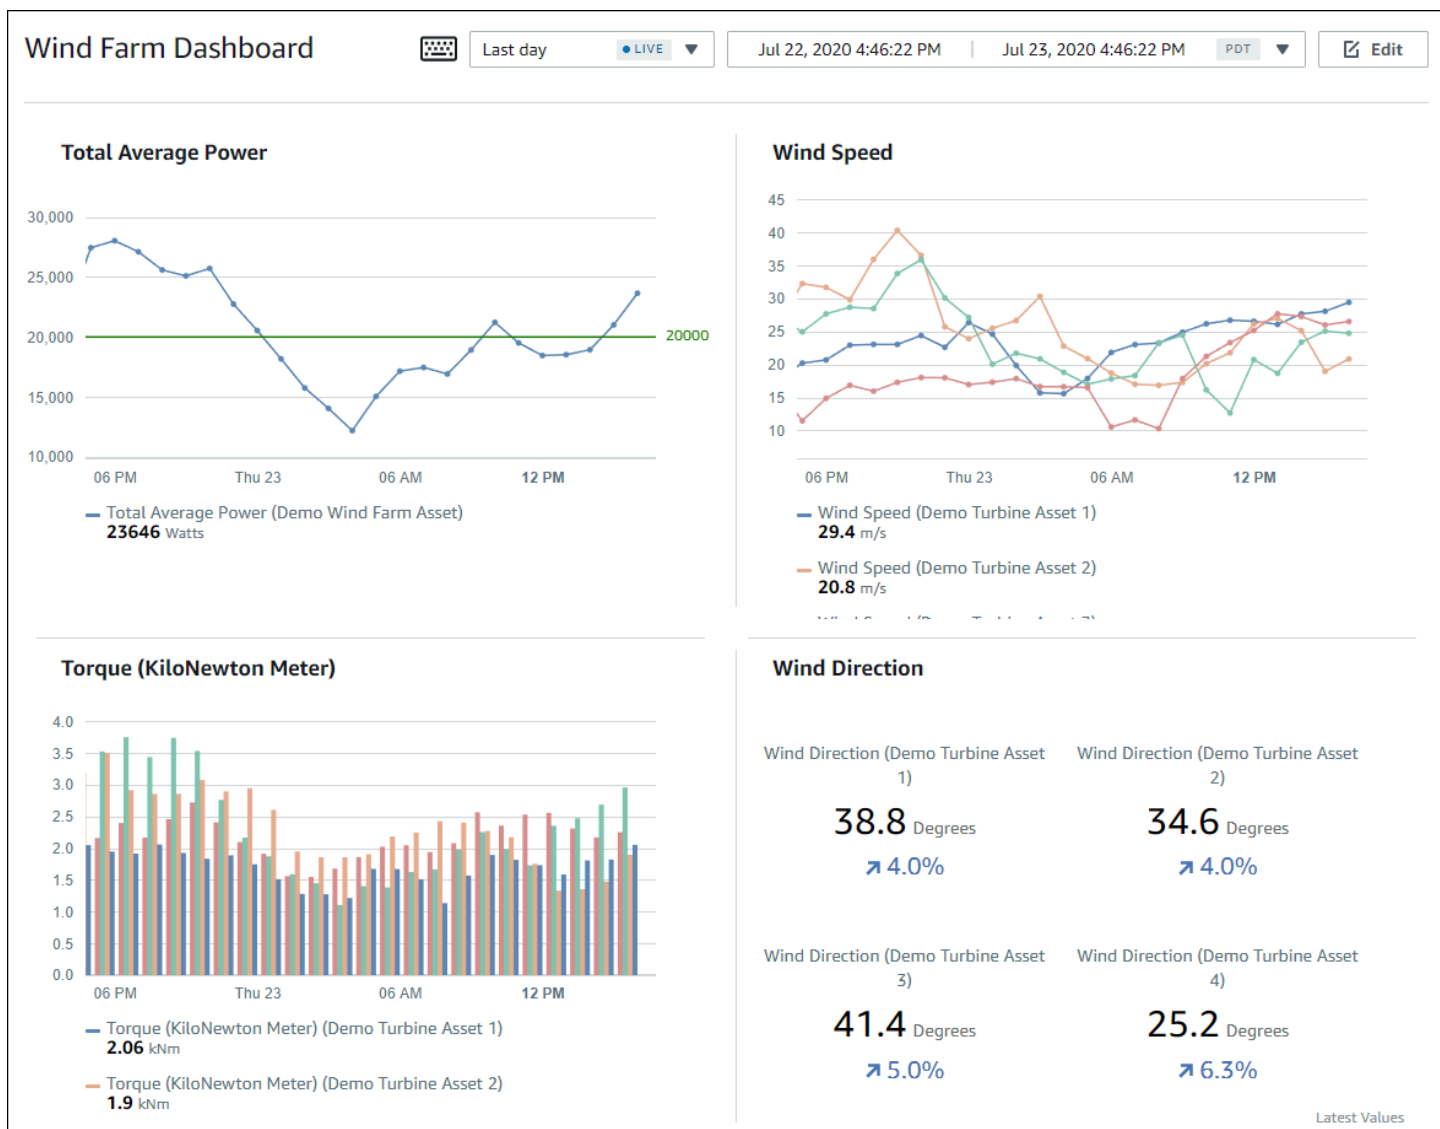 Wind Farm Dashboard
Last day
LIVE
Jul 22, 2020 4:46:22 PM
Jul 23, 2020 4:46:22 PM
PDT
Edit
Total Average Power
30,000
25,000
20,000
15,000
10,000
20000
06 PM
Thu 23
06 AM
12 PM
Total Average Power (Demo Wind Farm Asset)
23646 Watts
Wind Speed
45
40
35
30
25
20
15
10
06 PM
Thu 23
06 AM
12 PM
Wind Speed (Demo Turbine Asset 1)
29.4 m/s
Wind Speed (Demo Turbine Asset 2)
20.8 m/s
Torque (KiloNewton Meter)
4.0
3.5
3.0
2.5
2.0
1.5
1.0
0.5
0.0
06 PM
Thu 23
06 AM
12 PM
Torque (KiloNewton Meter) (Demo Turbine Asset 1)
2.06 kNm
Torque (KiloNewton Meter) (Demo Turbine Asset 2)
1.9 kNm
Wind Direction
Wind Direction (Demo Turbine Asset
1)
38.8 Degrees
4.0%
Wind Direction (Demo Turbine Asset
2)
34.6 Degrees
4.0%
Wind Direction (Demo Turbine Asset
3)
41.4 Degrees
5.0%
Wind Direction (Demo Turbine Asset
4)
25.2 Degrees
6.3%
Latest Values